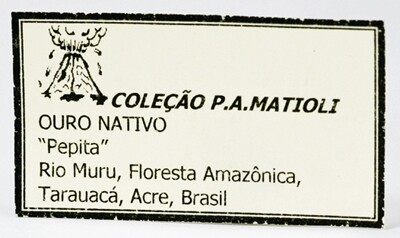 COLEÇÃO P.A.MATIOLI
OURO NATIVO
"Pepita"
Rio Muru, Floresta Amazônica,
Tarauacá, Acre, Brasil